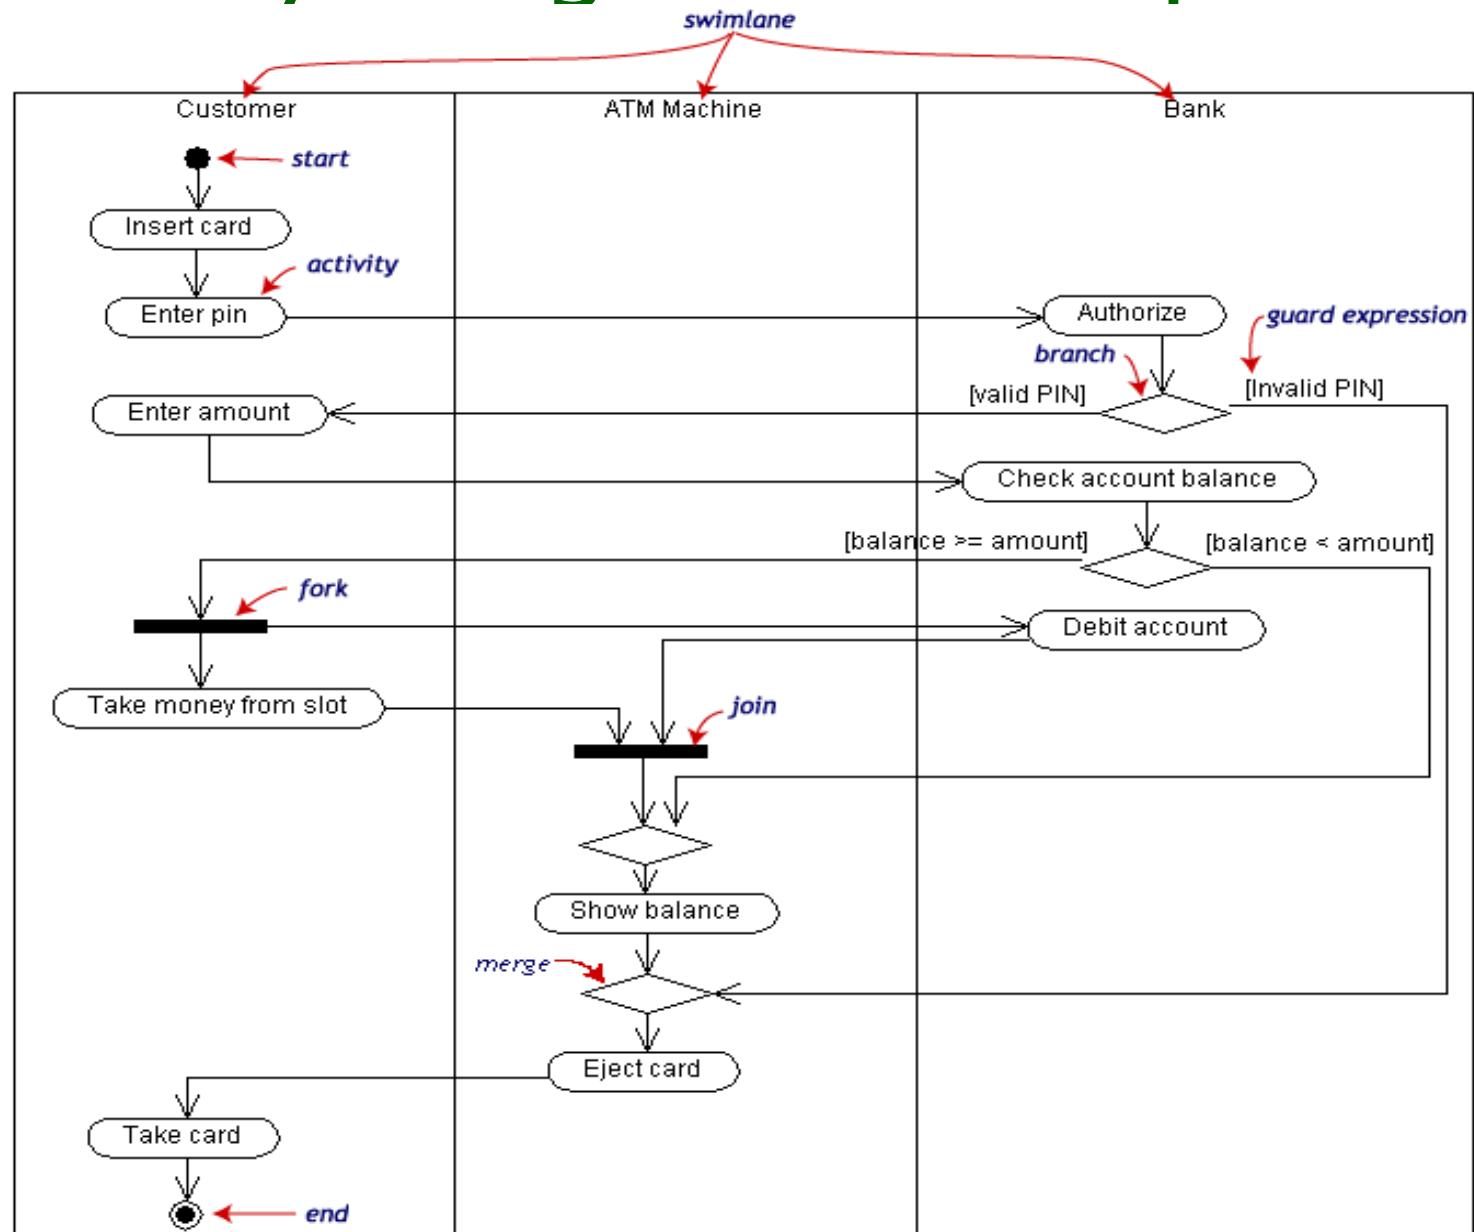 swimlane
Customer
ATM Machine
Bank
start
Insert card
activity
Enter pin
Authorize
guard expression
branch
[valid PIN]
[Invalid PIN]
Enter amount
Check account balance
[balance >= amount]
[balance < amount]
fork
Debit account
Take money from slot
join
Show balance
merge
Eject card
Take card
end